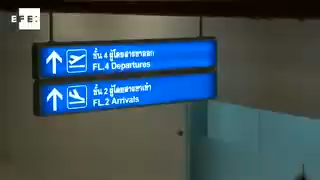 EFE:
ชั้น 4 ผู้โดยสารขาออก
FL.4 Departures
ชั้น 2 ผู้โดยสารขาเข้า
FL.2 Arrivals